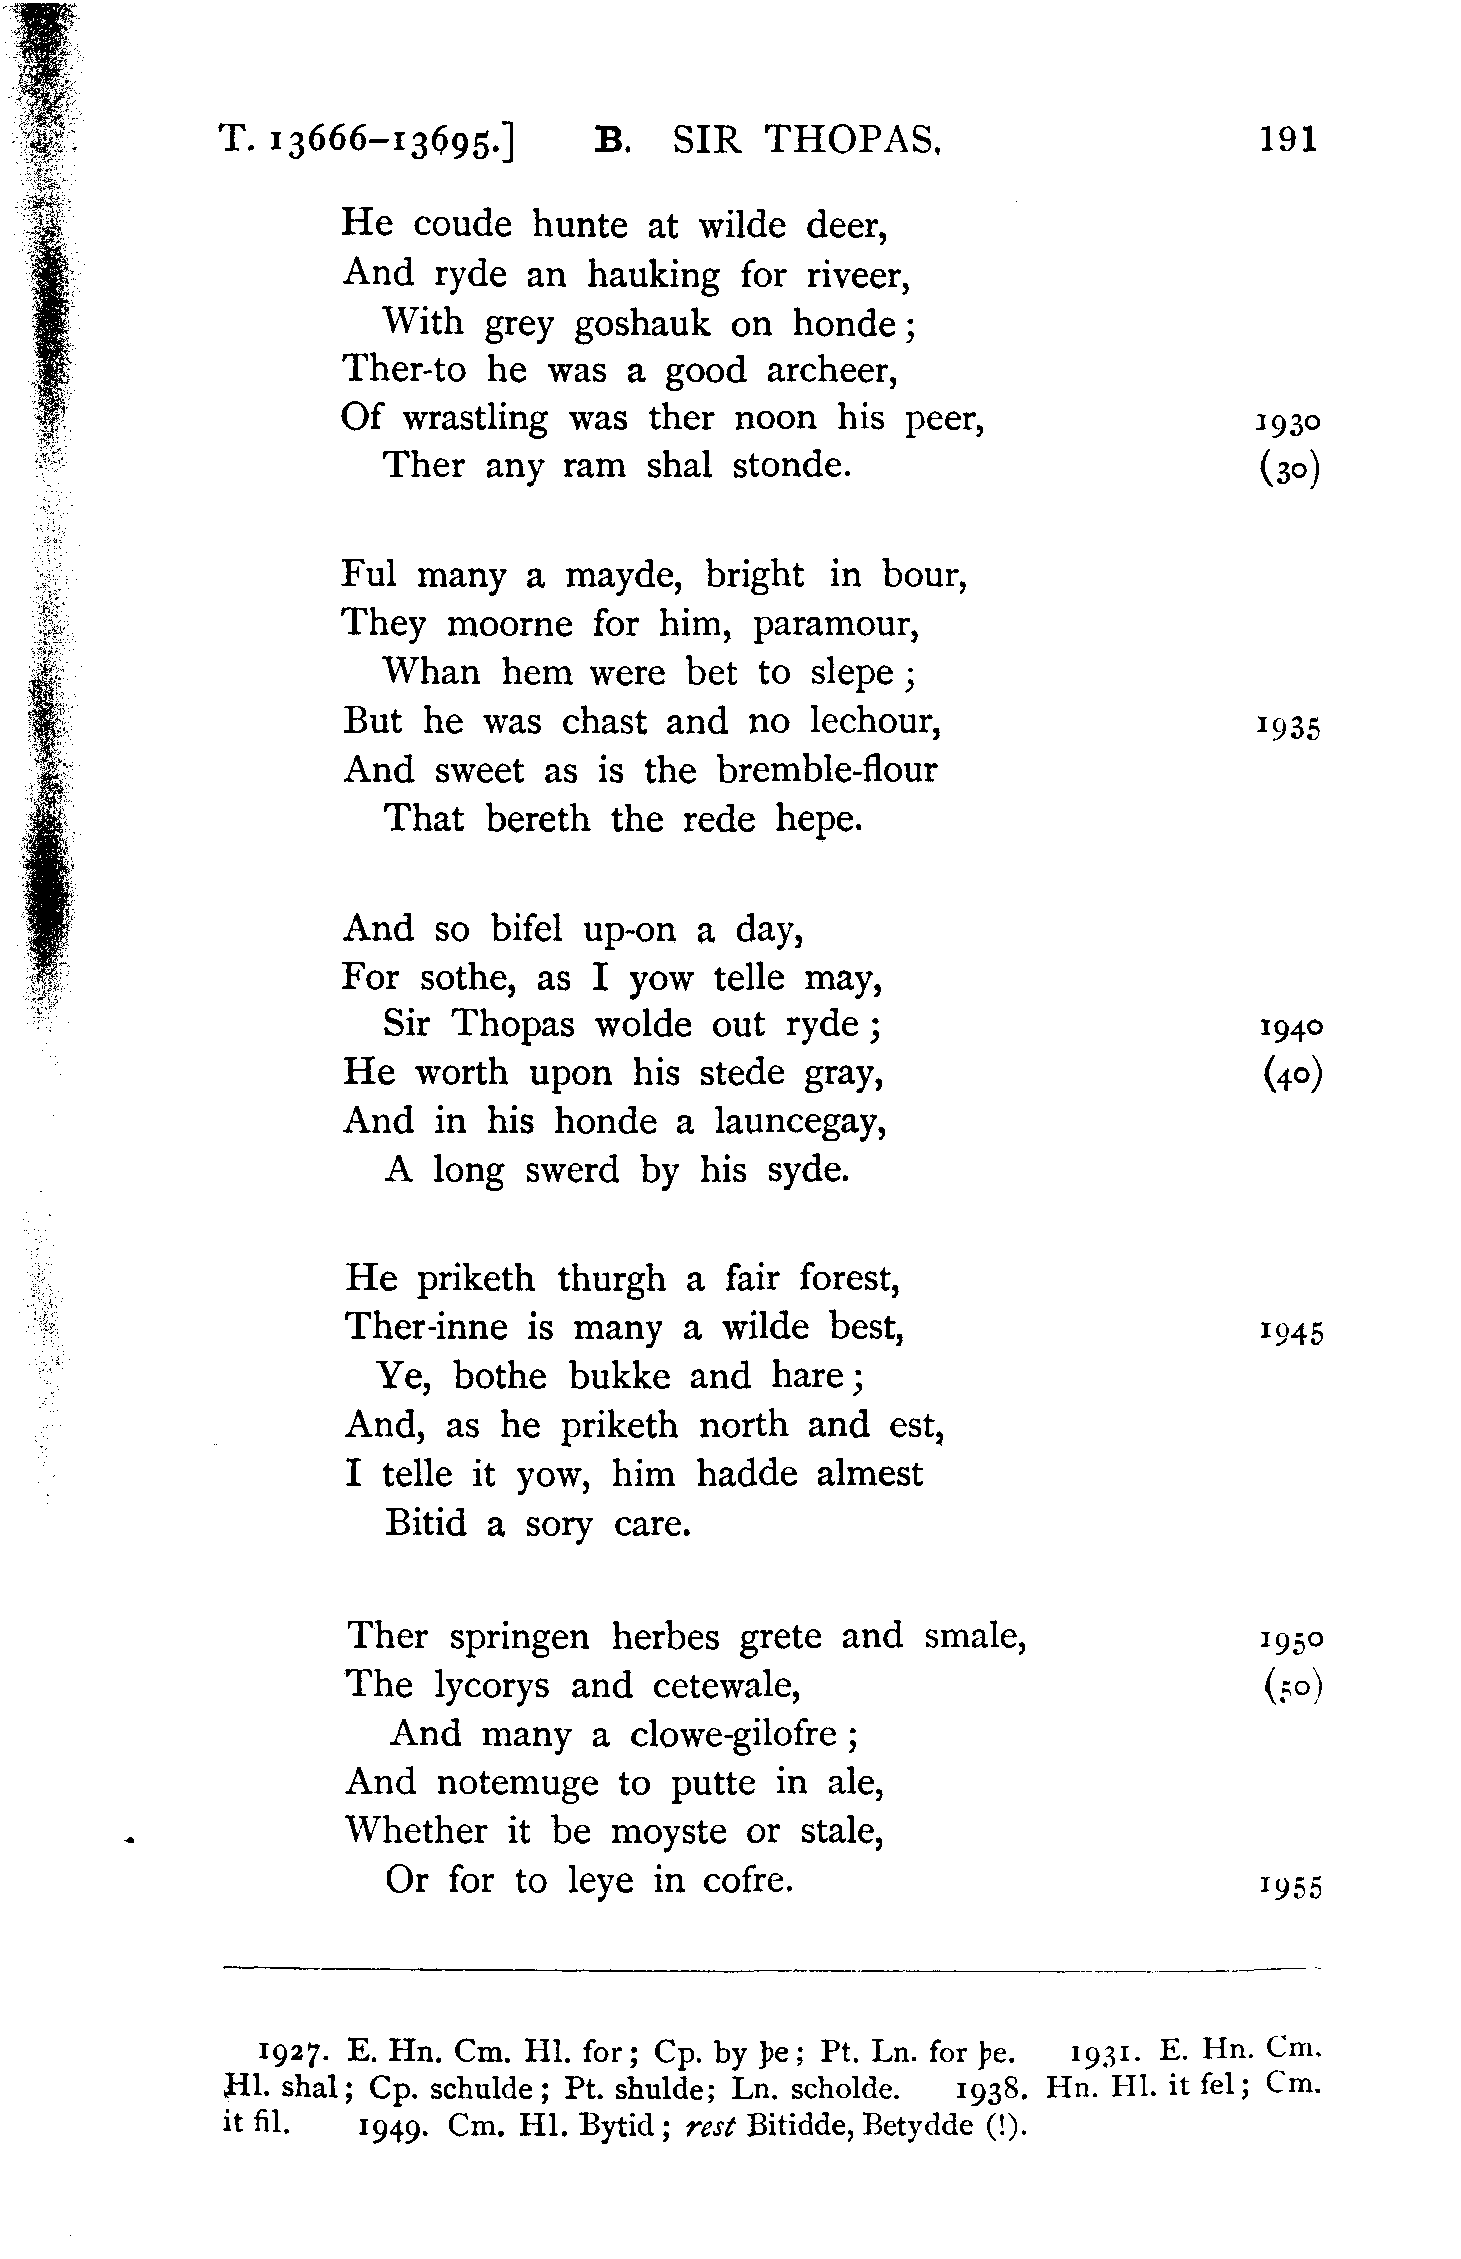 T. 13666–13695.] B. SIR THOPAS. 191
He coude hunte at wilde deer,
And ryde an hauking for riveer,
With grey goshauk on honde;
Ther-to he was a good archeer,
Of wrastling was ther noon his peer, 1930
Ther any ram shal stonde. (30)
Ful many a mayde, bright in bour,
They moorne for him, paramour,
Whan hem were bet to slepe;
But he was chast and no lechour, 1935
And sweet as is the bremble-flour
That bereth the rede hepe.
And so bifel up-on a day,
For sothe, as I yow telle may,
Sir Thopas wolde out ryde; 1940
He worth upon his stede gray, (40)
And in his honde a launcegay,
A long swerd by his syde.
He priketh thurgh a fair forest,
Ther-inne is many a wilde best, 1945
Ye, bothe bukke and hare;
And, as he priketh north and est,
I telle it yow, him hadde almest
Bitid a sory care.
Ther springen herbes grete and smale, 1950
The lycorys and cetewale, (50)
And many a clowe-gilofre;
And notemuge to putte in ale,
Whether it be moyste or stale,
Or for to leye in cofre. 1955
1927. E. Hn. Cm. Hl. for; Cp. by þe; Pt. Ln. for þe. 1931. E. Hn. Cm.
Hl. shal; Cp. schulde; Pt. shulde; Ln. scholde. 1938. Hn. Hl. it fel; Cm.
it fil. 1949. Cm. Hl. Bytid; rest Bitidde, Betydde (!).